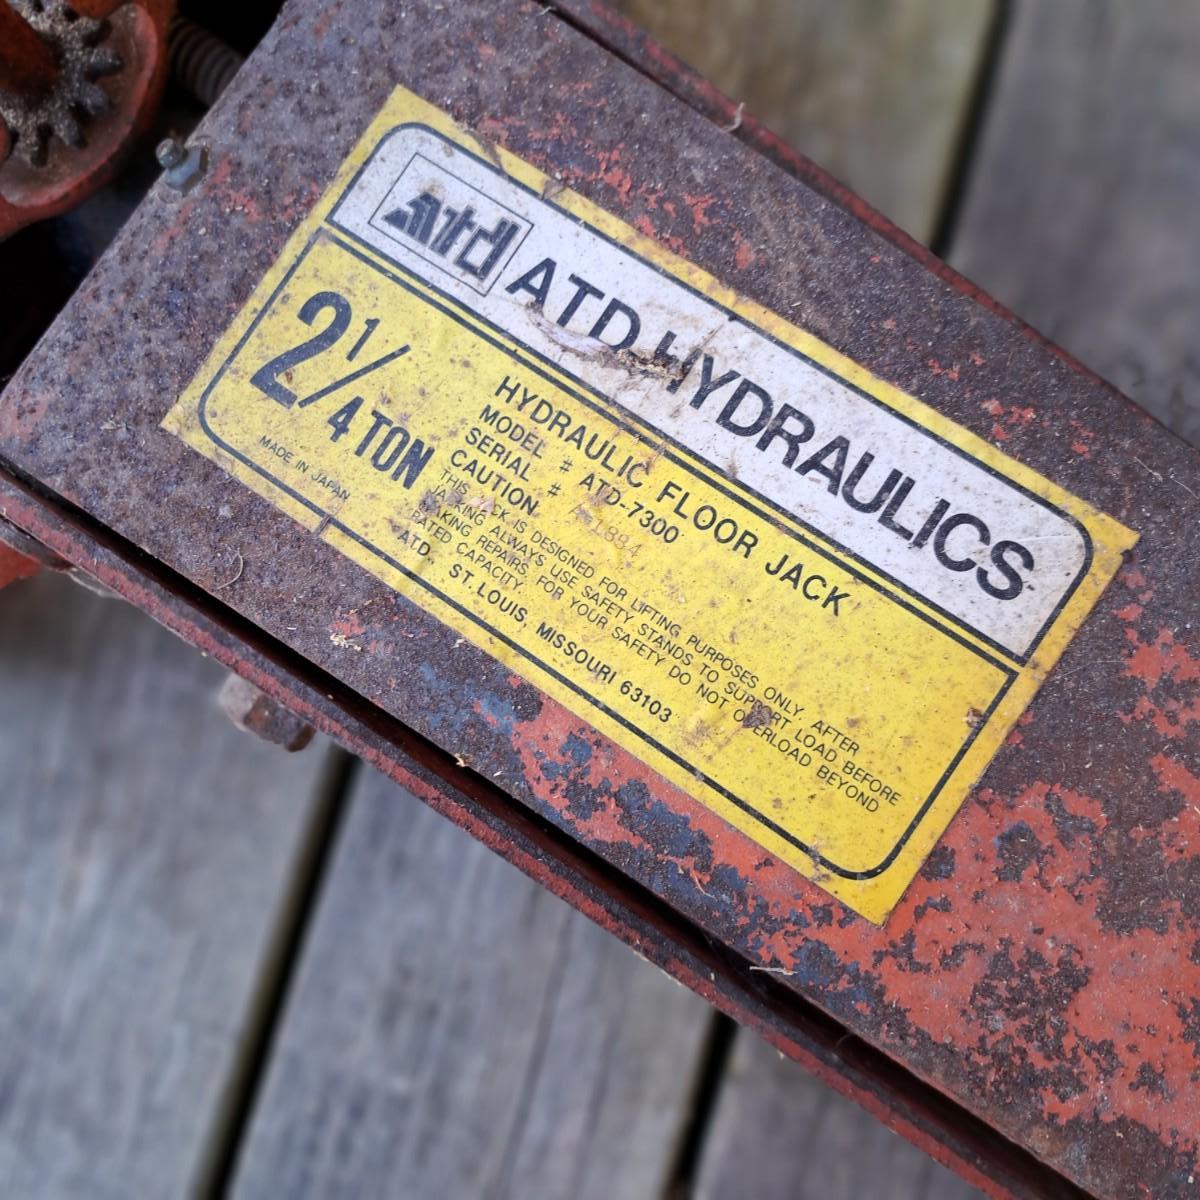 atd ATD HYDRAULICS
2 1/4 TON
MADE IN JAPAN
HYDRAULIC FLOOR JACK
MODEL # ATD-7300
SERIAL #
CAUTION
THIS JACK IS DESIGNED FOR LIFTING PURPOSES ONLY. AFTER
JACKING ALWAYS USE SAFETY STANDS TO SUPPORT LOAD BEFORE
MAKING REPAIRS. FOR YOUR SAFETY DO NOT OVERLOAD BEYOND
RATED CAPACITY.
ATD ST. LOUIS, MISSOURI 63103